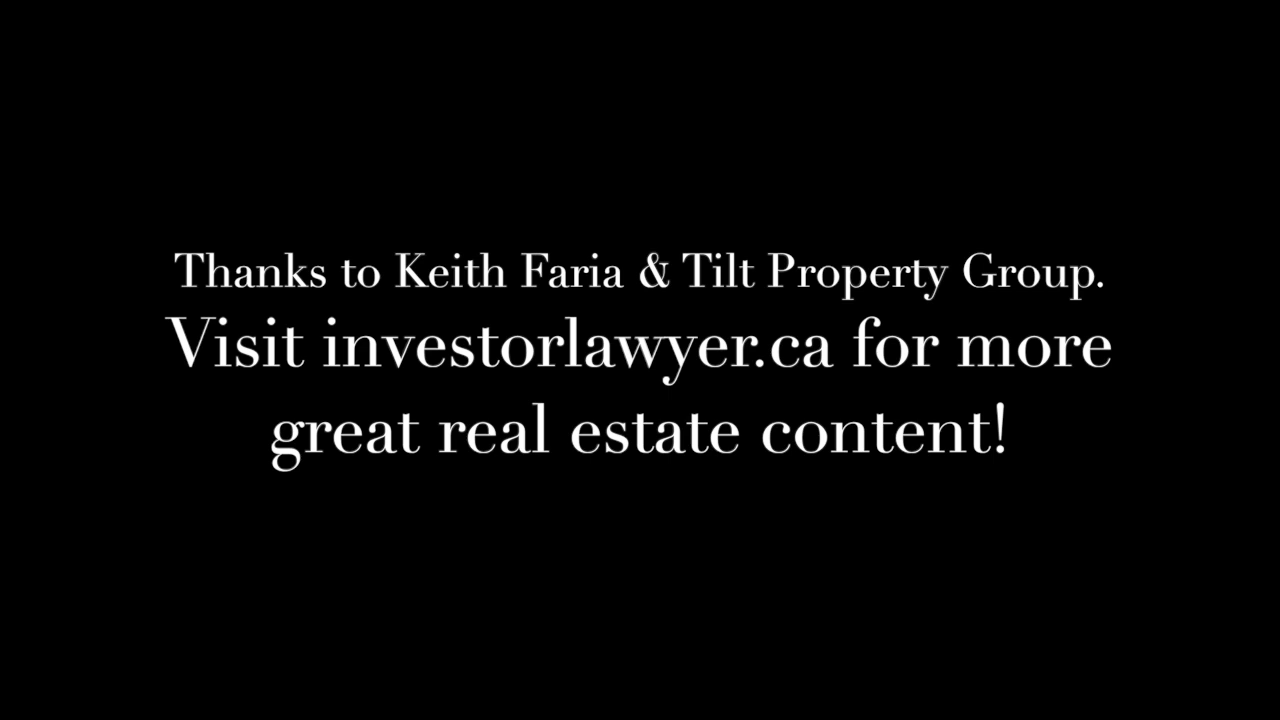 Thanks to Keith Faria & Tilt Property Group.
Visit investorlawyer.ca for more
great real estate content!